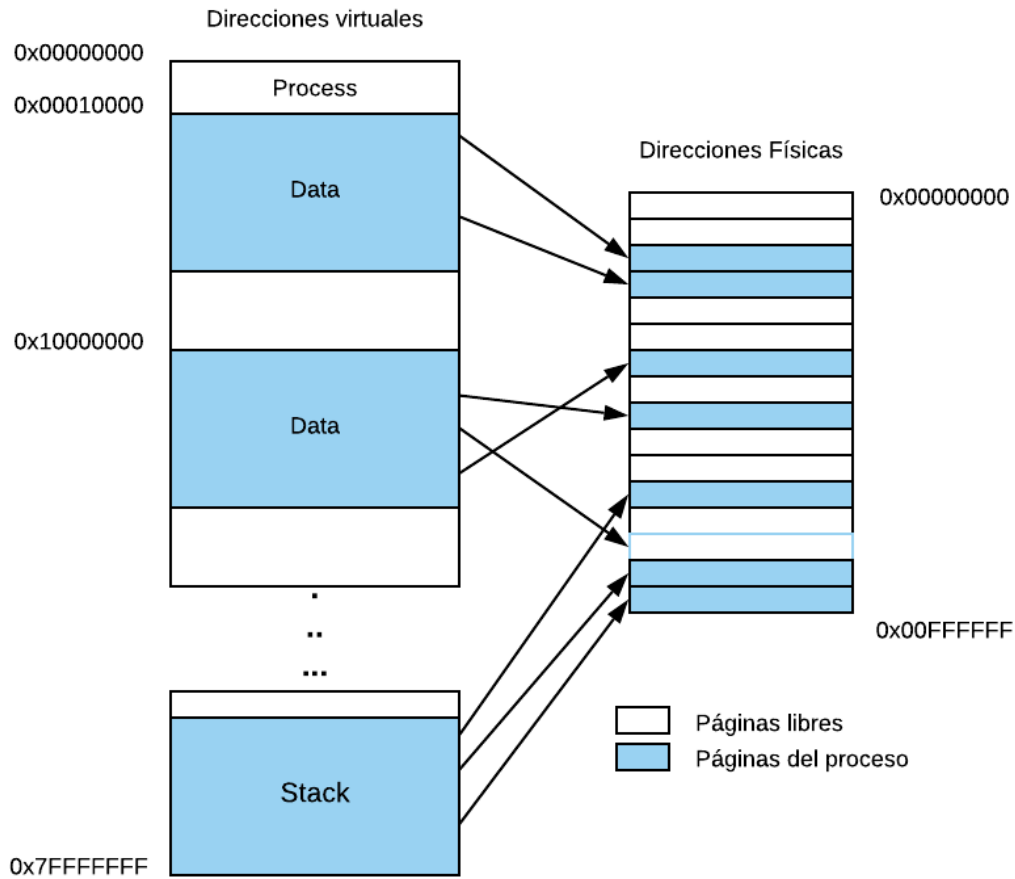 Direcciones virtuales
0x00000000
Process
0x00010000
Data
0x10000000
Data
.
..
...
Stack
0x7FFFFFFF
Direcciones Físicas
0x00000000
0x00FFFFFF
Páginas libres
Páginas del proceso